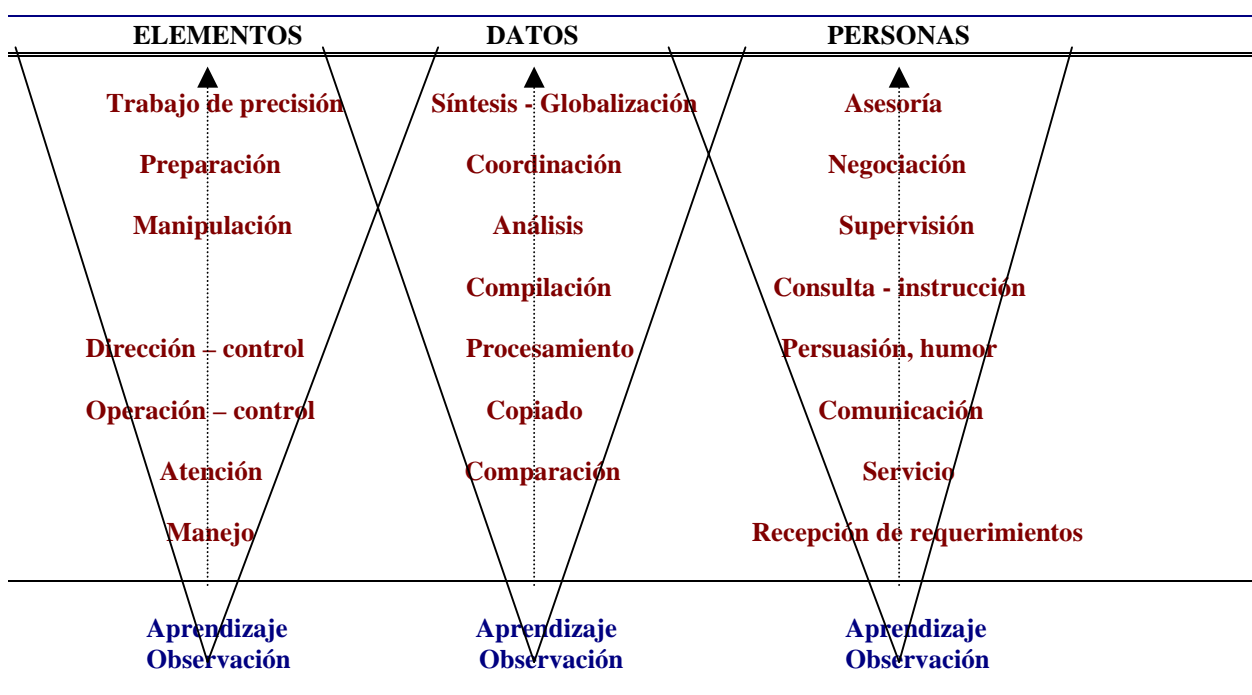 ELEMENTOS DATOS PERSONAS
Trabajo de precisión Síntesis - Globalización Asesoría
Preparación Coordinación Negociación
Manipulación Análisis Supervisión
Compilación Consulta - instrucción
Dirección – control Procesamiento Persuasión, humor
Operación – control Copiado Comunicación
Atención Comparación Servicio
Manejo Recepción de requerimientos
Aprendizaje Aprendizaje Aprendizaje
Observación Observación Observación